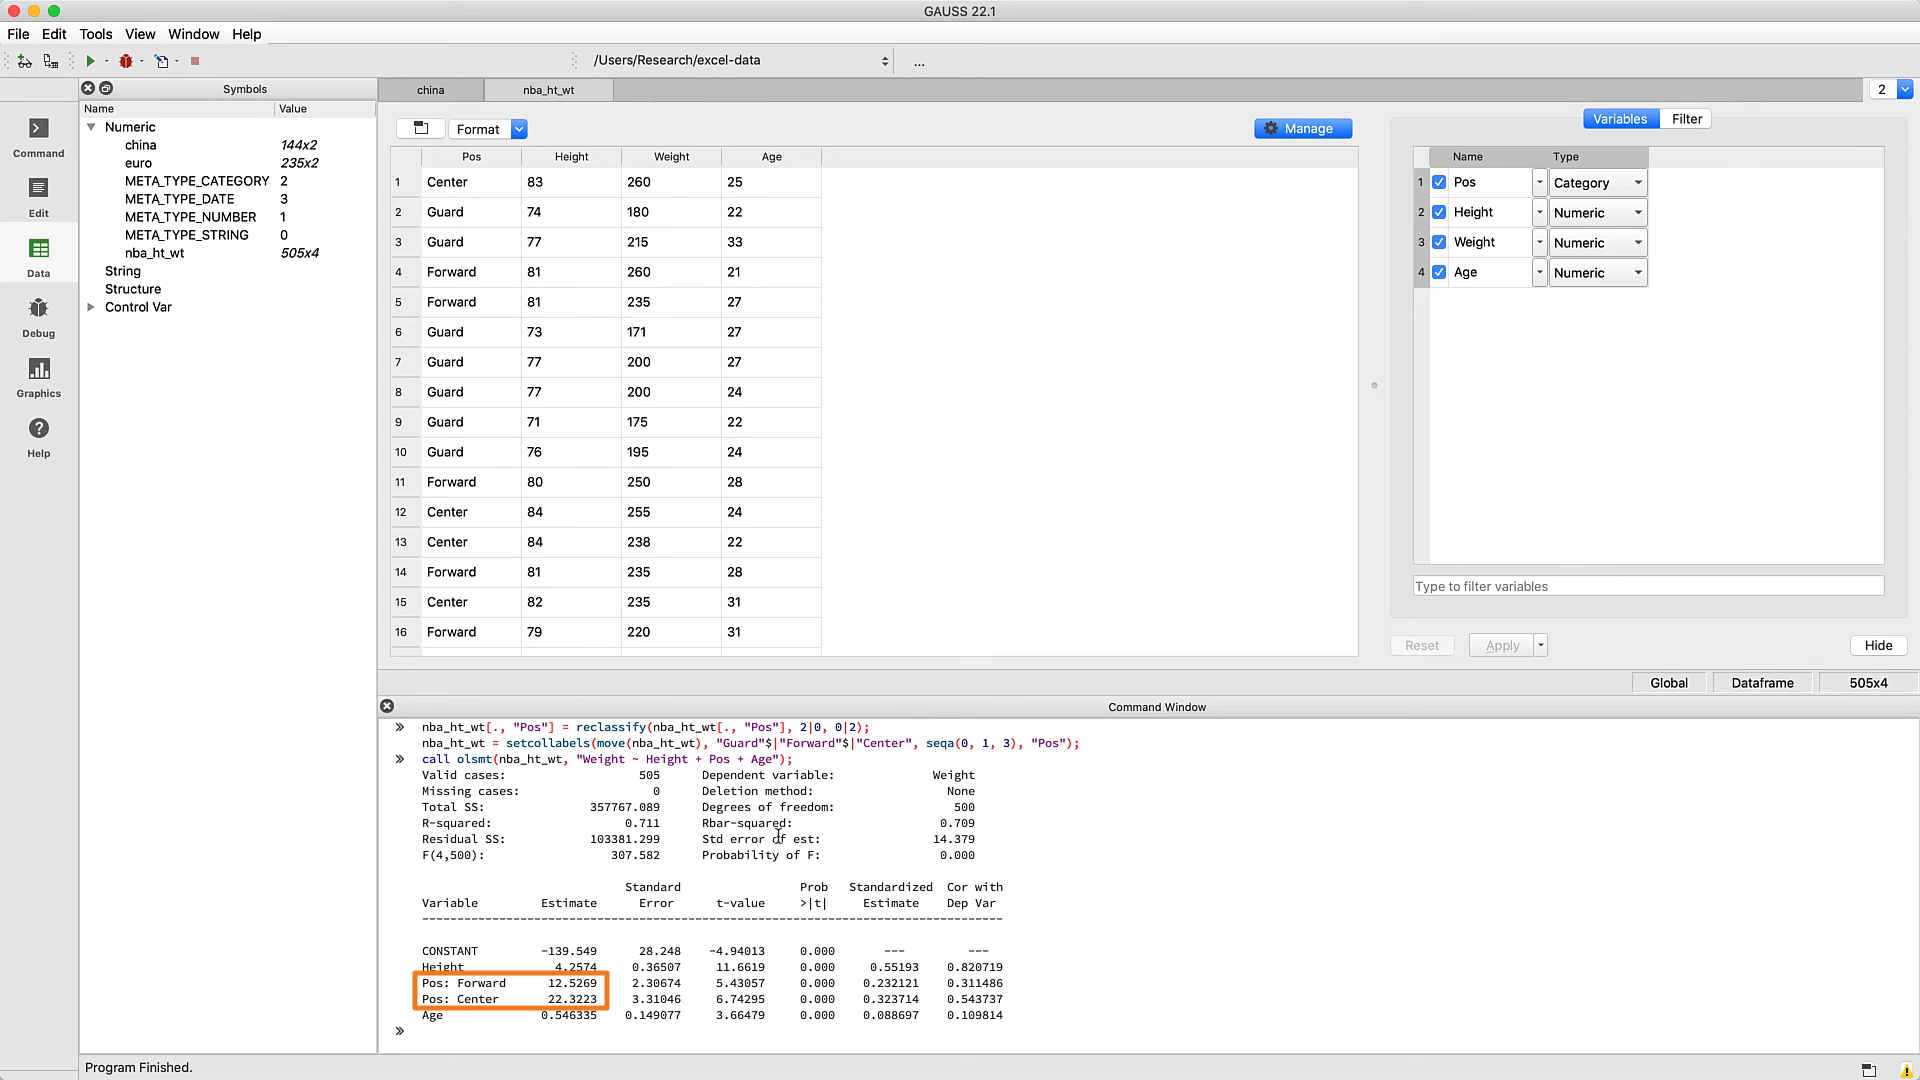 GAUSS 22.1
File Edit Tools View Window Help
/Users/Research/excel-data ...
Symbols
Name Value
Numeric
china 144x2
euro 235x2
META_TYPE_CATEGORY 2
META_TYPE_DATE 3
META_TYPE_NUMBER 1
META_TYPE_STRING 0
nba_ht_wt 505x4
String
Structure
Control Var
Command
Edit
Data
Debug
Graphics
Help
china nba_ht_wt 2
Format Manage
Pos Height Weight Age
1 Center 83 260 25
2 Guard 74 180 22
3 Guard 77 215 33
4 Forward 81 260 21
5 Forward 81 235 27
6 Guard 73 171 27
7 Guard 77 200 27
8 Guard 77 200 24
9 Guard 71 175 22
10 Guard 76 195 24
11 Forward 80 250 28
12 Center 84 255 24
13 Center 84 238 22
14 Forward 81 235 28
15 Center 82 235 31
16 Forward 79 220 31
Variables Filter
Name Type
1 Pos Category
2 Height Numeric
3 Weight Numeric
4 Age Numeric
Type to filter variables
Reset Apply Hide
Global Dataframe 505x4
Command Window
» nba_ht_wt[., "Pos"] = reclassify(nba_ht_wt[., "Pos"], 2|0, 0|2);
nba_ht_wt = setcollabels(move(nba_ht_wt), "Guard"$|"Forward"$|"Center", seqa(0, 1, 3), "Pos");
» call olsmt(nba_ht_wt, "Weight ~ Height + Pos + Age");
Valid cases: 505 Dependent variable: Weight
Missing cases: 0 Deletion method: None
Total SS: 357767.089 Degrees of freedom: 500
R-squared: 0.711 Rbar-squared: 0.709
Residual SS: 103381.299 Std error of est: 14.379
F(4,500): 307.582 Probability of F: 0.000
Standard Prob Standardized Cor with
Variable Estimate Error t-value >|t| Estimate Dep Var
-----------------------------------------------------------------------------------
CONSTANT -139.549 28.248 -4.94013 0.000 --- ---
Height 4.2574 0.36507 11.6619 0.000 0.55193 0.820719
Pos: Forward 12.5269 2.30674 5.43057 0.000 0.232121 0.311486
Pos: Center 22.3223 3.31046 6.74295 0.000 0.323714 0.543737
Age 0.546335 0.149077 3.66479 0.000 0.088697 0.109814
»
Program Finished.